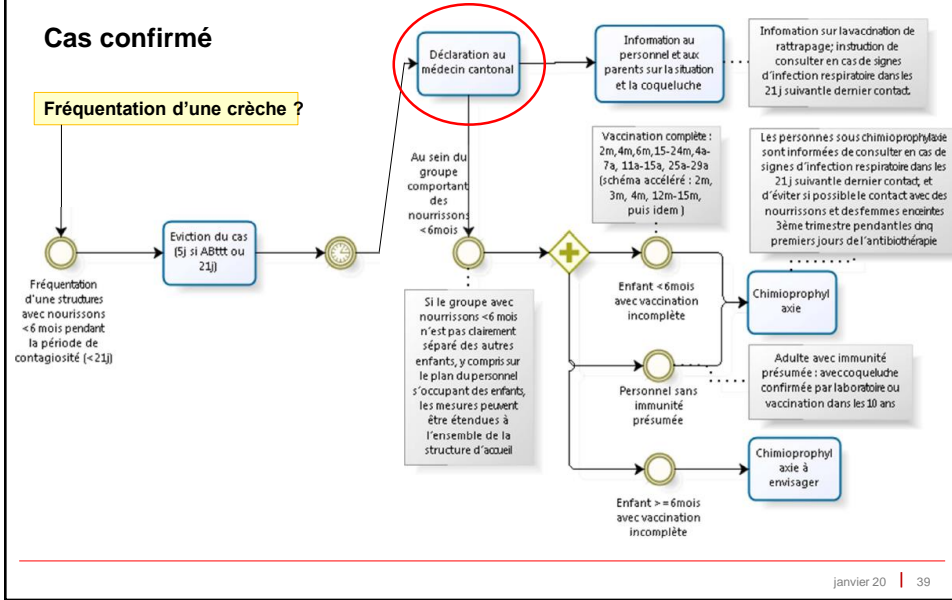 Cas confirmé
Fréquentation d'une crèche ?
Déclaration au
médecin cantonal
Information au
personnel et aux
parents sur la situation
et la coqueluche
Infomation sur la vaccination de
rattrapage; instruction de
consulter en cas de signes
d'infection respiratoire dans les
21 j suivant le dernier contact.
Au sein du
groupe
comportant
des
nourrissons
<6mois
Vaccination complète :
2m,4m,6m,15-24m,4a-
7a, 11a-15a, 25a-29a
(schéma accéléré : 2m,
3m, 4m, 12m-15m,
puis idem )
Les personnes sous chimioprophylaxie
sont informées de consulter en cas de
signes d'infection respiratoire dans les
21 j suivant le dernier contact, et
d'éviter si possible le contact avec des
nourrissons et des femmes enceintes
3ème trimestre pendant les cinq
premiers jours de l'antibiothérapie
Eviction du cas
(5j si ABttt ou
21j)
Fréquentation
d'une structures
avec nourissons
<6 mois pendant
la période de
contagiosité (<21j)
Si le groupe avec
nourrissons <6 mois
n'est pas clairement
séparé des autres
enfants, y compris sur
le plan du personnel
s'occupant des enfants,
les mesures peuvent
être étendues à
l'ensemble de la
structure d'accueil
Enfant <6mois
avec vaccination
incomplète
Chimioprophyl
axie
Personnel sans
immunité
présumée
Adulte avec immunité
présumée : avec coqueluche
confirmée par laboratoire ou
vaccination dans les 10 ans
Enfant >=6mois
avec vaccination
incomplète
Chimioprophyl
axie à
envisager
janvier 20 39